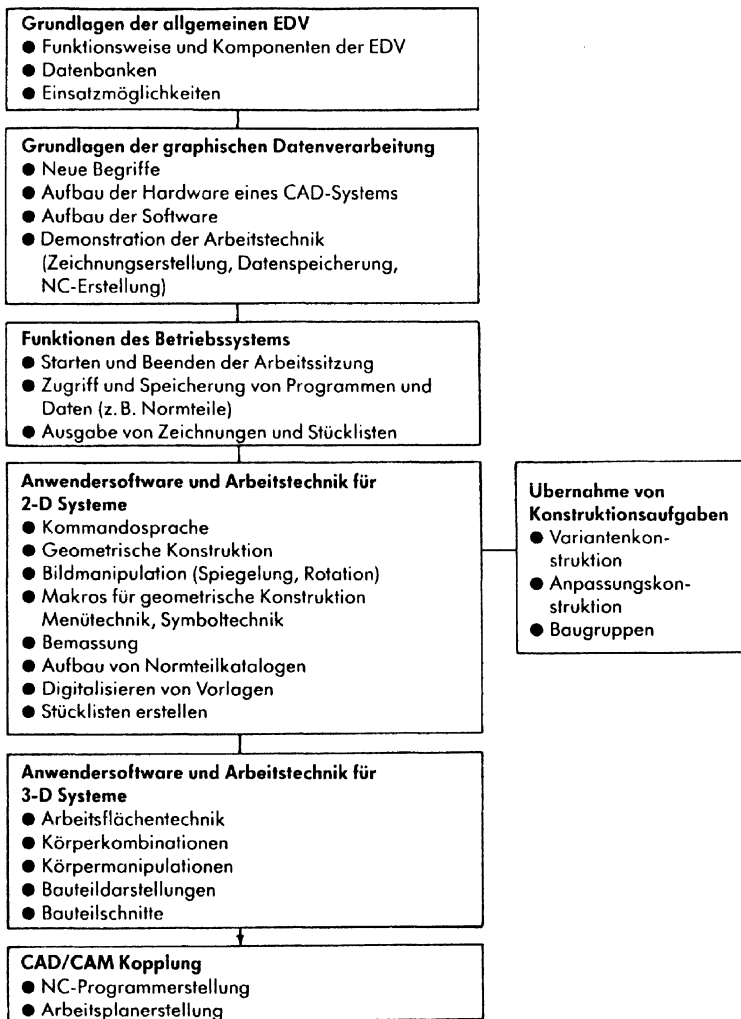 Grundlagen der allgemeinen EDV
● Funktionsweise und Komponenten der EDV
● Datenbanken
● Einsatzmöglichkeiten
Grundlagen der graphischen Datenverarbeitung
● Neue Begriffe
● Aufbau der Hardware eines CAD-Systems
● Aufbau der Software
● Demonstration der Arbeitstechnik
(Zeichnungserstellung, Datenspeicherung,
NC-Erstellung)
Funktionen des Betriebssystems
● Starten und Beenden der Arbeitssitzung
● Zugriff und Speicherung von Programmen und
Daten (z. B. Normteile)
● Ausgabe von Zeichnungen und Stücklisten
Anwendersoftware und Arbeitstechnik für
2-D Systeme
● Kommandosprache
● Geometrische Konstruktion
● Bildmanipulation (Spiegelung, Rotation)
● Makros für geometrische Konstruktion
Menütechnik, Symboltechnik
● Bemassung
● Aufbau von Normteilkatalogen
● Digitalisieren von Vorlagen
● Stücklisten erstellen
Übernahme von
Konstruktionsaufgaben
● Variantenkon-
struktion
● Anpassungskon-
struktion
● Baugruppen
Anwendersoftware und Arbeitstechnik für
3-D Systeme
● Arbeitsflächentechnik
● Körperkombinationen
● Körpermanipulationen
● Bauteildarstellungen
● Bauteilschnitte
CAD/CAM Kopplung
● NC-Programmerstellung
● Arbeitsplanerstellung